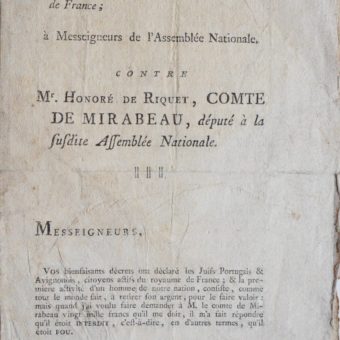 de France;
à Messeigneurs de l'Assemblée Nationale,
CONTRE
Mr. HONORÉ DE RIQUET, COMTE
DE MIRABEAU, député à la
susdite Assemblée Nationale.
MESSEIGNEURS,
Vos bienfaisants décrets ont déclaré les Juifs Portugais &
Avignonois, citoyens actifs du royaume de France; & la pre-
miere activité d'un homme de notre nation, consiste, comme
tout le monde sait, à retirer son argent, pour le faire valoir:
mais quand j'ai voulu faire demander à M. le comte de Mi-
rabeau vingt mille francs qu'il me doit, il m'a fait répondre
qu'il étoit INTERDIT, c'est-à-dire, en d'autres termes, qu'il
étoit FOU.